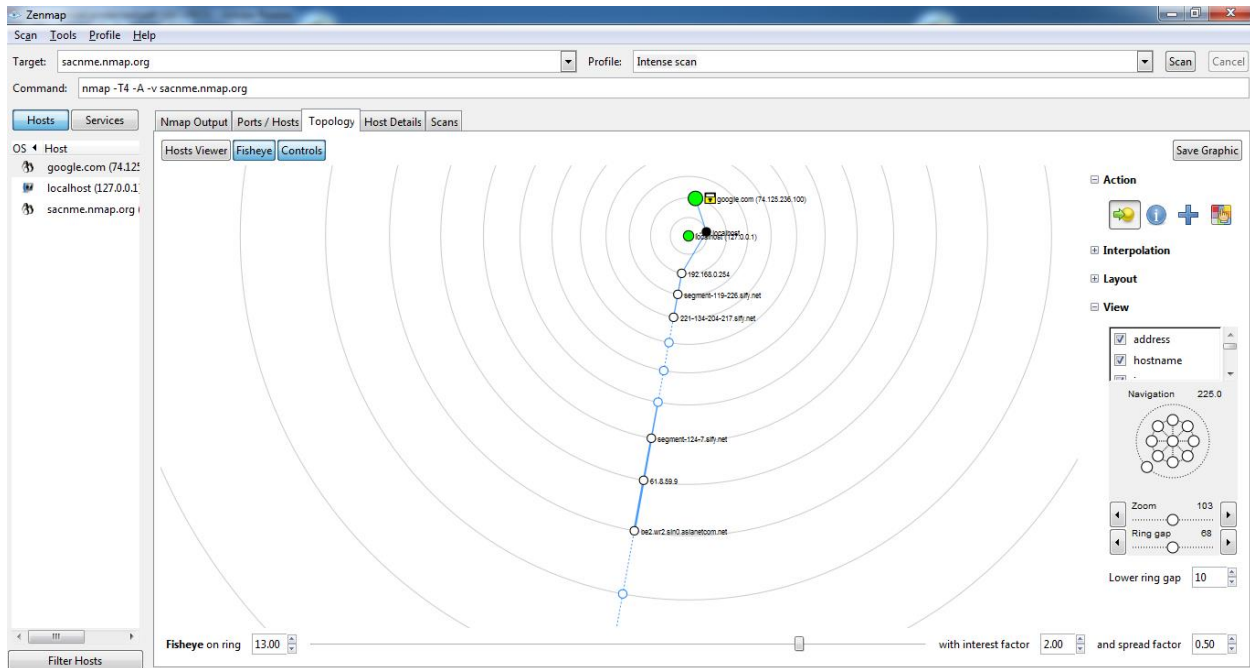 Zenmap
Scan Tools Profile Help
Target: sacnme.nmap.org Profile: Intense scan Scan Cancel
Command: nmap -T4 -A -v sacnme.nmap.org
Hosts Services
Nmap Output Ports / Hosts Topology Host Details Scans
OS Host
Hosts Viewer Fisheye Controls Save Graphic
google.com (74.125
localhost (127.0.0.1)
sacnme.nmap.org (
google.com (74.125.236.100)
localhost
localhost (127.0.0.1)
192.168.0.254
segment-119-226.sify.net
221-134-204-217.sify.net
segment-124-7.sify.net
61.8.59.9
be2.wr2.sin0.asianetcom.net
Action
Interpolation
Layout
View
address
hostname
Navigation 225.0
Zoom 103
Ring gap 68
Lower ring gap 10
Fisheye on ring 13.00 with interest factor 2.00 and spread factor 0.50
Filter Hosts